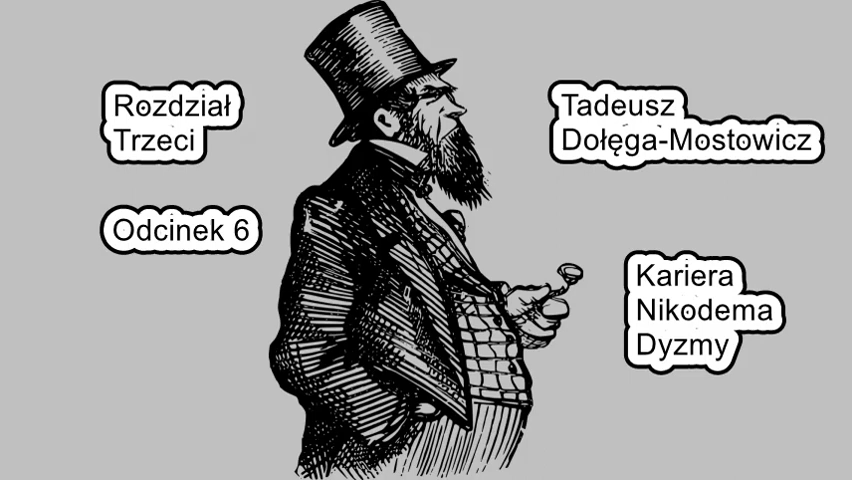 Rozdział
Trzeci
Odcinek 6
Tadeusz
Dołęga-Mostowicz
Kariera
Nikodema
Dyzmy